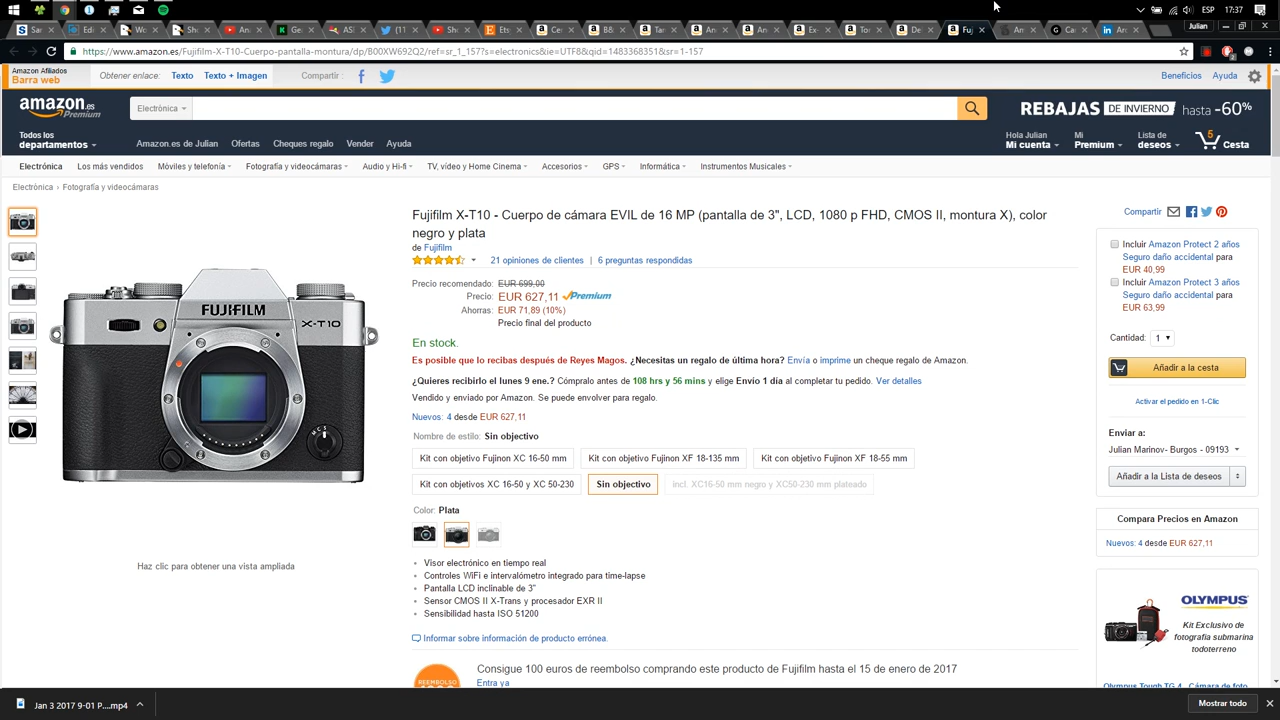 ESP 17:37
Julian
https://www.amazon.es/Fujifilm-X-T10-Cuerpo-pantalla-montura/dp/B00XW692Q2/ref=sr_1_157?s=electronics&ie=UTF8&qid=1483368351&sr=1-157
Amazon Afiliados
Barra web
Obtener enlace: Texto Texto + Imagen Compartir :
Beneficios Ayuda
amazon.es
Premium
Electrónica
REBAJAS DE INVIERNO hasta -60%
Todos los
departamentos
Amazon.es de Julian Ofertas Cheques regalo Vender Ayuda
Hola Julian
Mi cuenta
Mi
Premium
Lista de
deseos
5
Cesta
Electrónica Los más vendidos Móviles y telefonía Fotografía y videocámaras Audio y Hi-fi TV, vídeo y Home Cinema Accesorios GPS Informática Instrumentos Musicales
Electrónica › Fotografía y videocámaras
FUJIFILM
X-T10
M C S
Haz clic para obtener una vista ampliada
Fujifilm X-T10 - Cuerpo de cámara EVIL de 16 MP (pantalla de 3", LCD, 1080 p FHD, CMOS II, montura X), color
negro y plata
de Fujifilm
21 opiniones de clientes | 6 preguntas respondidas
Precio recomendado: EUR 699,00
Precio: EUR 627,11 Premium
Ahorras: EUR 71,89 (10%)
Precio final del producto
En stock.
Es posible que lo recibas después de Reyes Magos. ¿Necesitas un regalo de última hora? Envía o imprime un cheque regalo de Amazon.
¿Quieres recibirlo el lunes 9 ene.? Cómpralo antes de 108 hrs y 56 mins y elige Envío 1 día al completar tu pedido. Ver detalles
Vendido y enviado por Amazon. Se puede envolver para regalo.
Nuevos: 4 desde EUR 627,11
Nombre de estilo: Sin objectivo
Kit con objetivo Fujinon XC 16-50 mm Kit con objetivo Fujinon XF 18-135 mm Kit con objetivo Fujinon XF 18-55 mm
Kit con objetivos XC 16-50 y XC 50-230 Sin objectivo incl. XC16-50 mm negro y XC50-230 mm plateado
Color: Plata
Visor electrónico en tiempo real
Controles WiFi e intervalómetro integrado para time-lapse
Pantalla LCD inclinable de 3"
Sensor CMOS II X-Trans y procesador EXR II
Sensibilidad hasta ISO 51200
Informar sobre información de producto errónea.
REEMBOLSO
Consigue 100 euros de reembolso comprando este producto de Fujifilm hasta el 15 de enero de 2017
Entra ya
Compartir
Incluir Amazon Protect 2 años
Seguro daño accidental para
EUR 40,99
Incluir Amazon Protect 3 años
Seguro daño accidental para
EUR 63,99
Cantidad: 1
Añadir a la cesta
Activar el pedido en 1-Clic
Enviar a:
Julian Marinov- Burgos - 09193
Añadir a la Lista de deseos
Compara Precios en Amazon
Nuevos: 4 desde EUR 627,11
OLYMPUS
Kit Exclusivo de
fotografía submarina
todoterreno
Olympus Tough TG 4 - Cámara de foto
Jan 3 2017 9-01 P....mp4
Mostrar todo